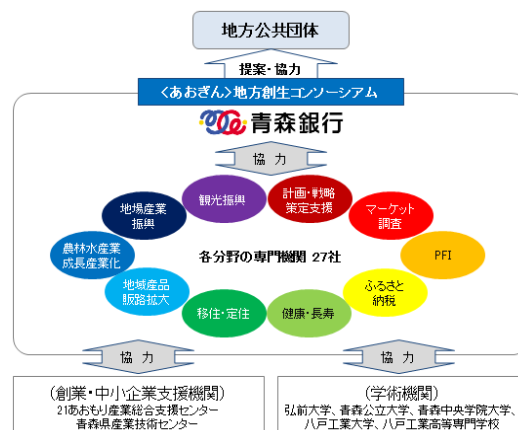 地方公共団体
提案・協力
<あおぎん>地方創生コンソーシアム
青森銀行
協 力
観光振興
計画・戦略
策定支援
地場産業
振興
マーケット
調査
農林水産業
成長産業化
各分野の専門機関 27社
PFI
地域産品
販路拡大
ふるさと
納税
移住・定住
健康・長寿
協 力
協 力
(創業・中小企業支援機関)
21あおもり産業総合支援センター
青森県産業技術センター
(学術機関)
弘前大学、青森公立大学、青森中央学院大学、
八戸工業大学、八戸工業高等専門学校